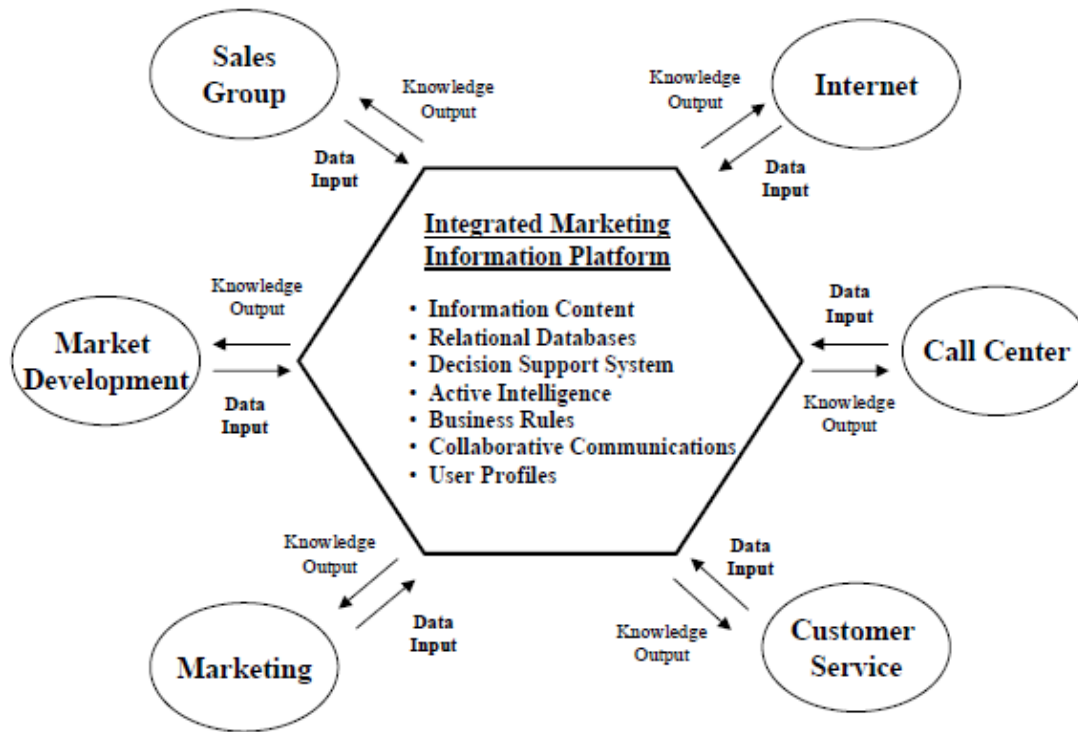 Sales
Group
Knowledge
Output
Data
Input
Knowledge
Output
Internet
Data
Input
Integrated Marketing
Information Platform
• Information Content
• Relational Databases
• Decision Support System
• Active Intelligence
• Business Rules
• Collaborative Communications
• User Profiles
Knowledge
Output
Market
Development
Data
Input
Data
Input
Call Center
Knowledge
Output
Knowledge
Output
Data
Input
Marketing
Data
Input
Knowledge
Output
Customer
Service